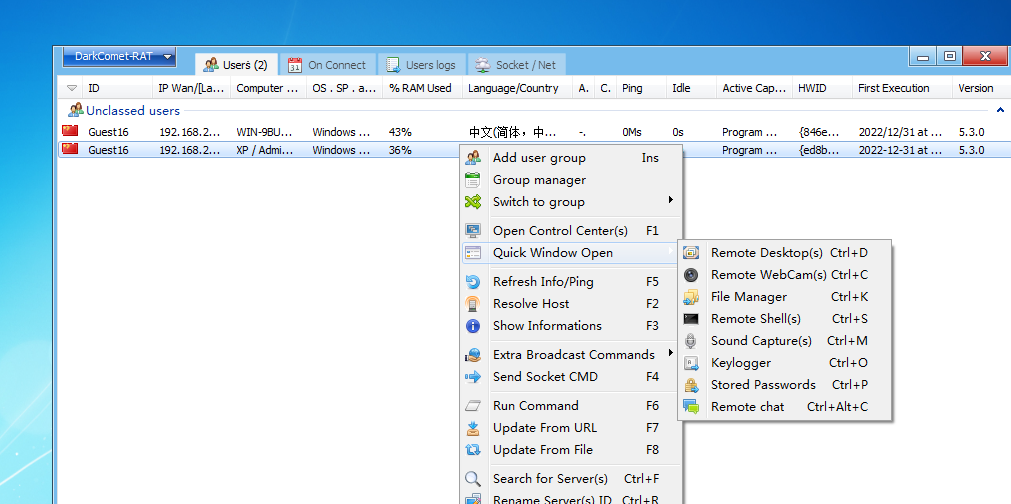 DarkComet-RAT
Users (2) On Connect Users logs Socket / Net
ID IP Wan/[La... Computer ... OS . SP . a... % RAM Used Language/Country A. C. Ping Idle Active Cap... HWID First Execution Version
Unclassed users
Guest16 192.168.2... WIN-9BU... Windows ... 43% 中文(简体，中... -. 0Ms 0s Program ... {846e... 2022/12/31 at ... 5.3.0
Guest16 192.168.2... XP / Admi... Windows ... 36% Program ... {ed8b... 2022-12-31 at ... 5.3.0
Add user group Ins
Group manager
Switch to group
Open Control Center(s) F1
Quick Window Open
Remote Desktop(s) Ctrl+D
Remote WebCam(s) Ctrl+C
Refresh Info/Ping F5
File Manager Ctrl+K
Resolve Host F2
Remote Shell(s) Ctrl+S
Show Informations F3
Sound Capture(s) Ctrl+M
Extra Broadcast Commands
Keylogger Ctrl+O
Send Socket CMD F4
Stored Passwords Ctrl+P
Run Command F6
Remote chat Ctrl+Alt+C
Update From URL F7
Update From File F8
Search for Server(s) Ctrl+F
Rename Server(s) ID Ctrl+R